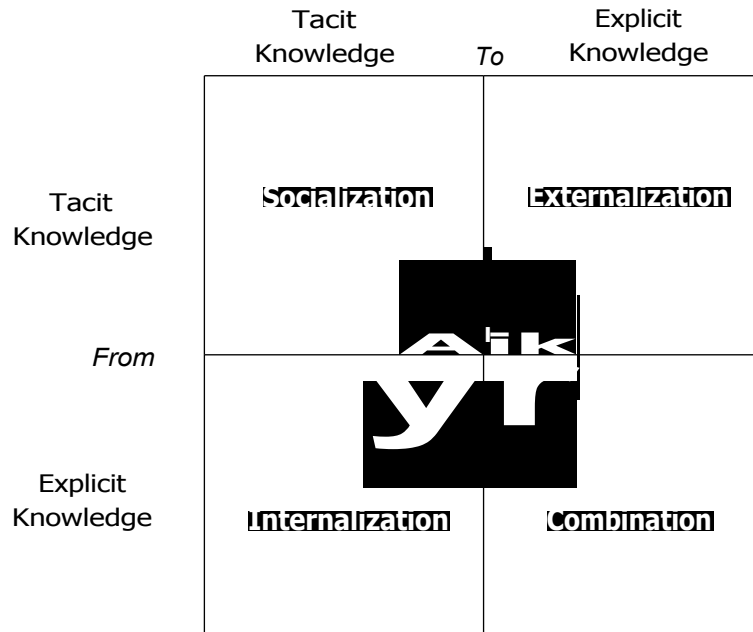 Tacit
Knowledge
To
Explicit
Knowledge
Tacit
Knowledge
Socialization
Externalization
From
Explicit
Knowledge
Internalization
Combination